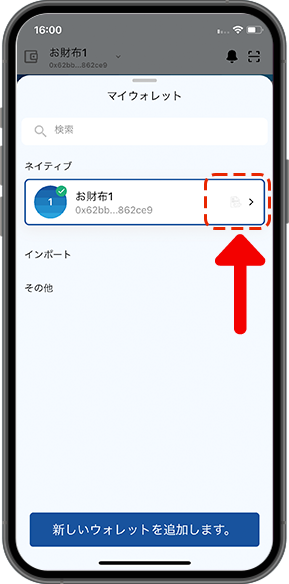 16:00
お財布1
0x62bb...862ce9
マイウォレット
検索
ネイティブ
1
お財布1
0x62bb...862ce9
インポート
その他
新しいウォレットを追加します。